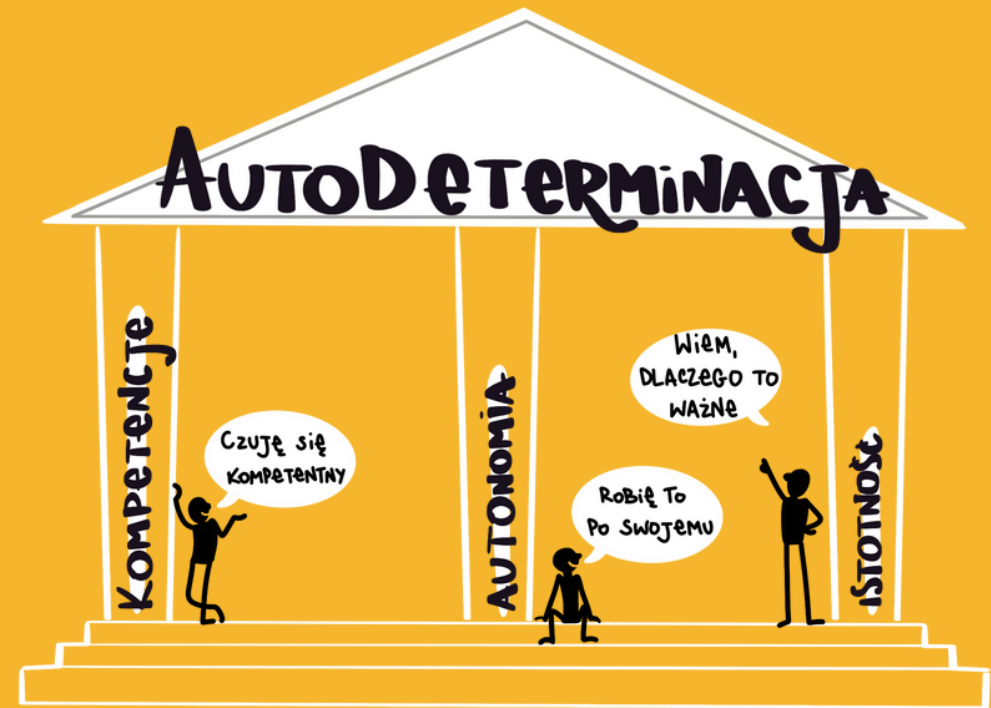 AUTODETERMINACJA
KOMPETENCJE
CZUJĘ SIĘ
KOMPETENTNY
AUTONOMIA
ROBIĘ TO
PO SWOJEMU
WIEM,
DLACZEGO TO
WAŻNE
ISTOTNOŚĆ